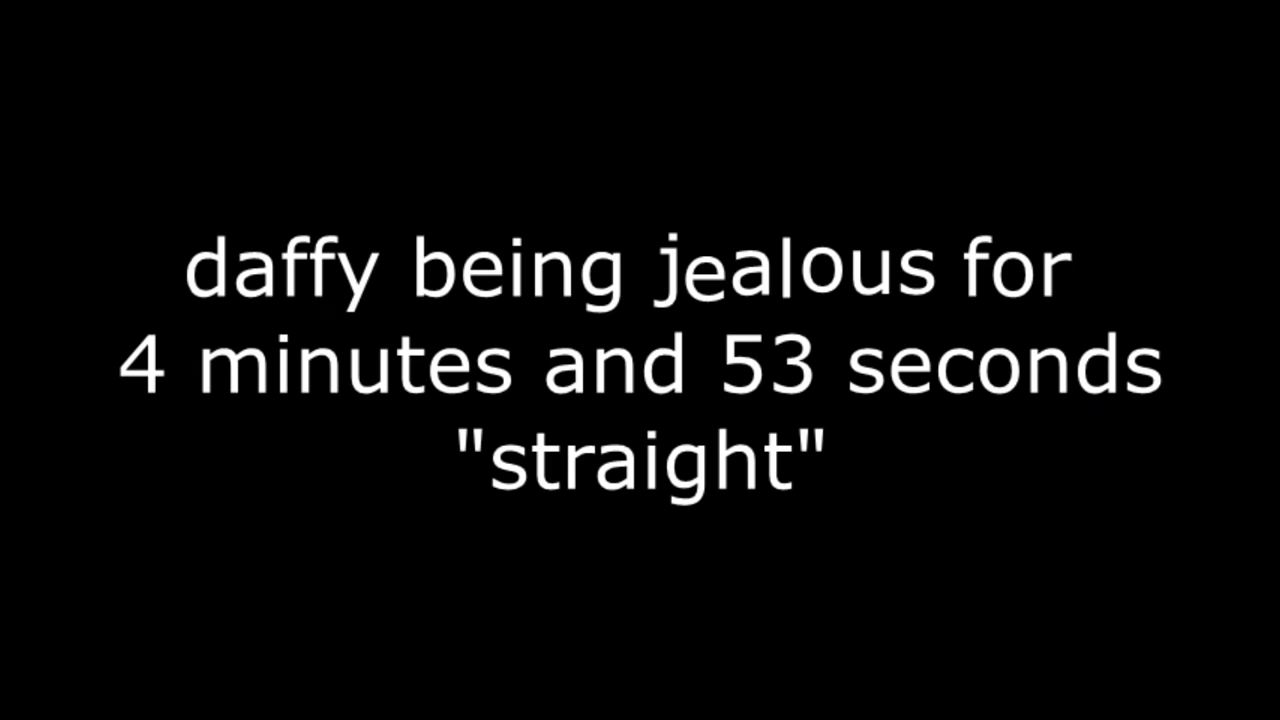 daffy being jealous for
4 minutes and 53 seconds
"straight"